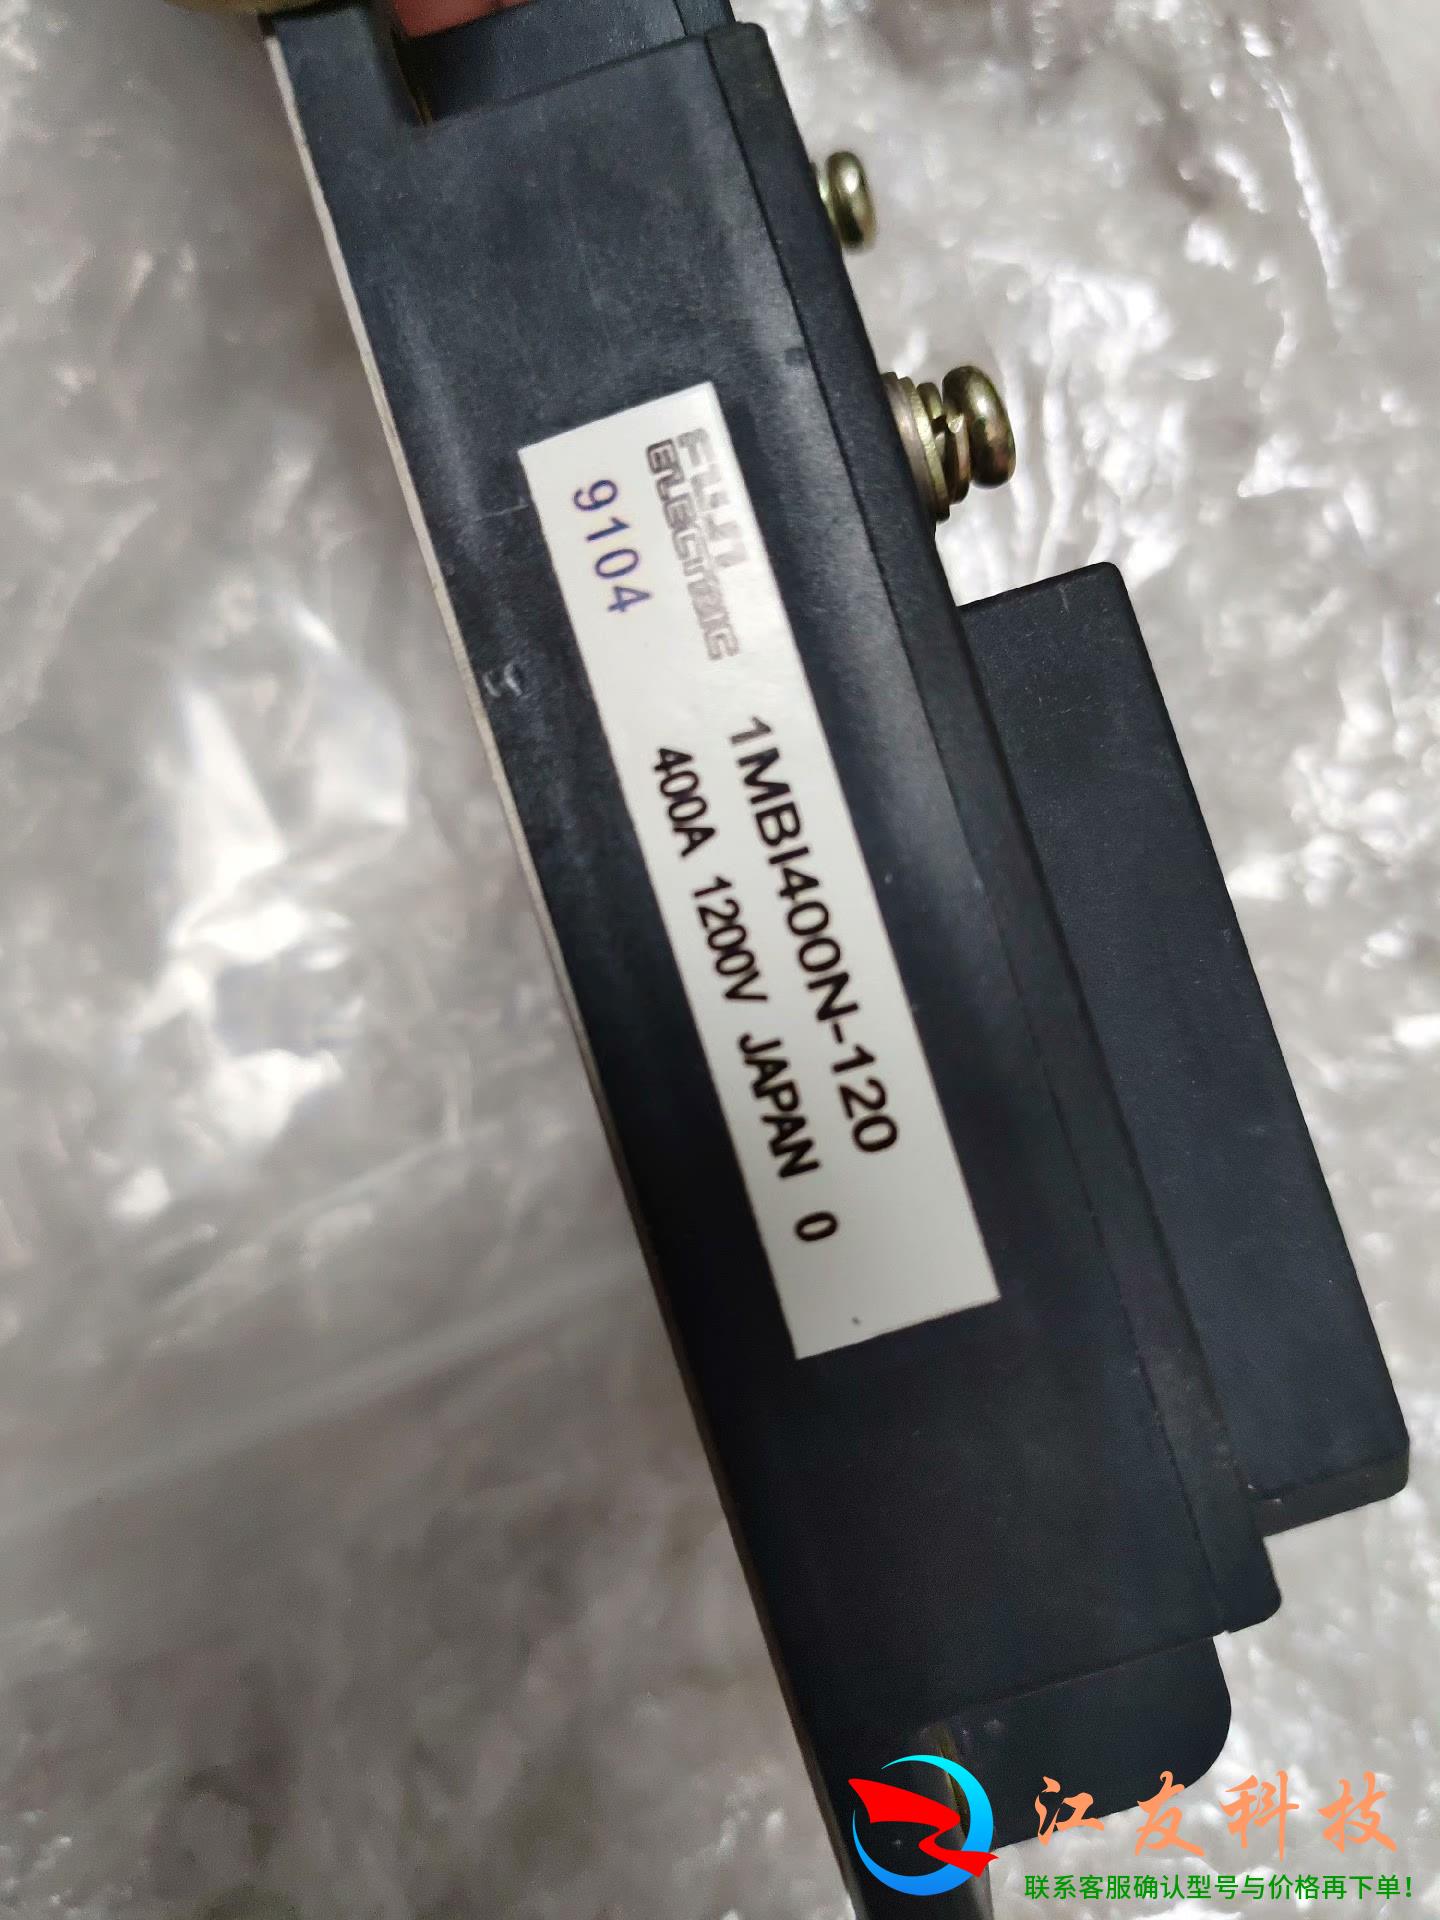 FUJI
ELECTRIC
1MBI400N-120
9104
400A 1200V JAPAN 0
江友科技
联系客服确认型号与价格再下单！